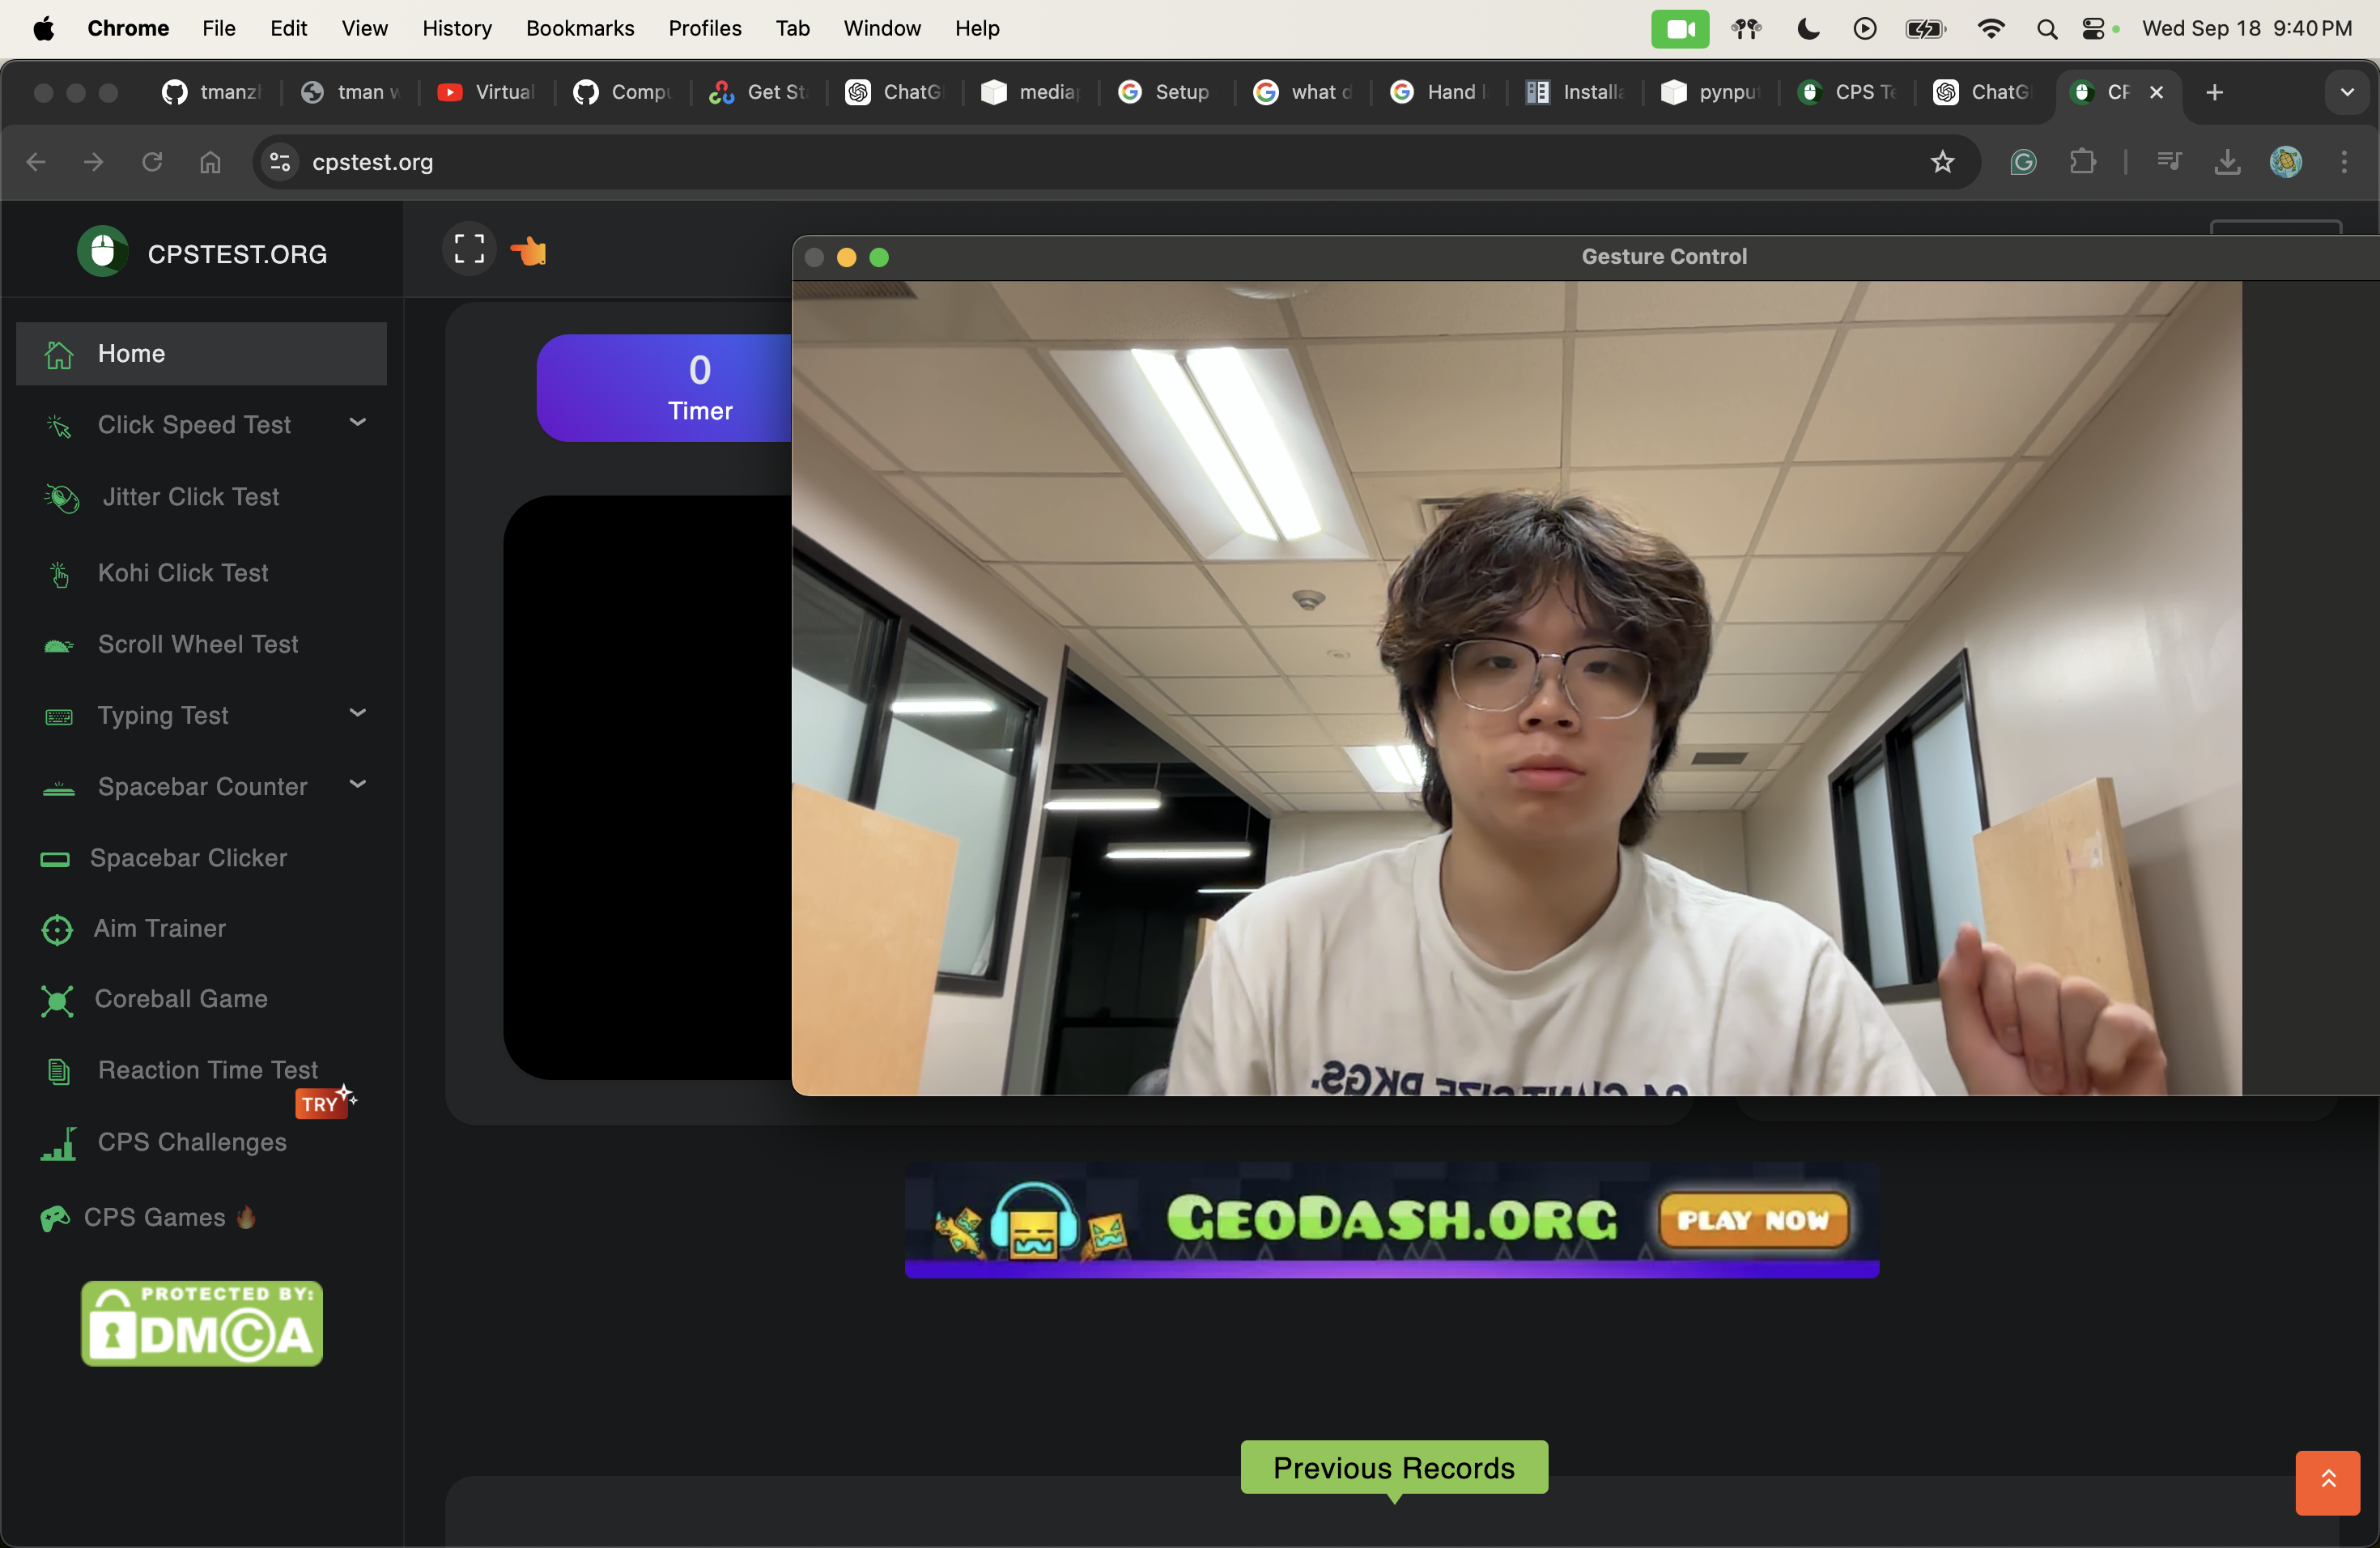 Chrome File Edit View History Bookmarks Profiles Tab Window Help Wed Sep 18 9:40 PM
tmanz tman w Virtual Compu Get St ChatG media Setup what d Hand Install pynput CPS Te ChatG CP
cpstest.org
CPSTEST.ORG
Gesture Control
Home
Click Speed Test
Jitter Click Test
Kohi Click Test
Scroll Wheel Test
Typing Test
Spacebar Counter
Spacebar Clicker
Aim Trainer
Coreball Game
Reaction Time Test
TRY
CPS Challenges
CPS Games
PROTECTED BY:
DMCA
0
Timer
PKGS.
GEODASH.ORG
PLAY NOW
Previous Records